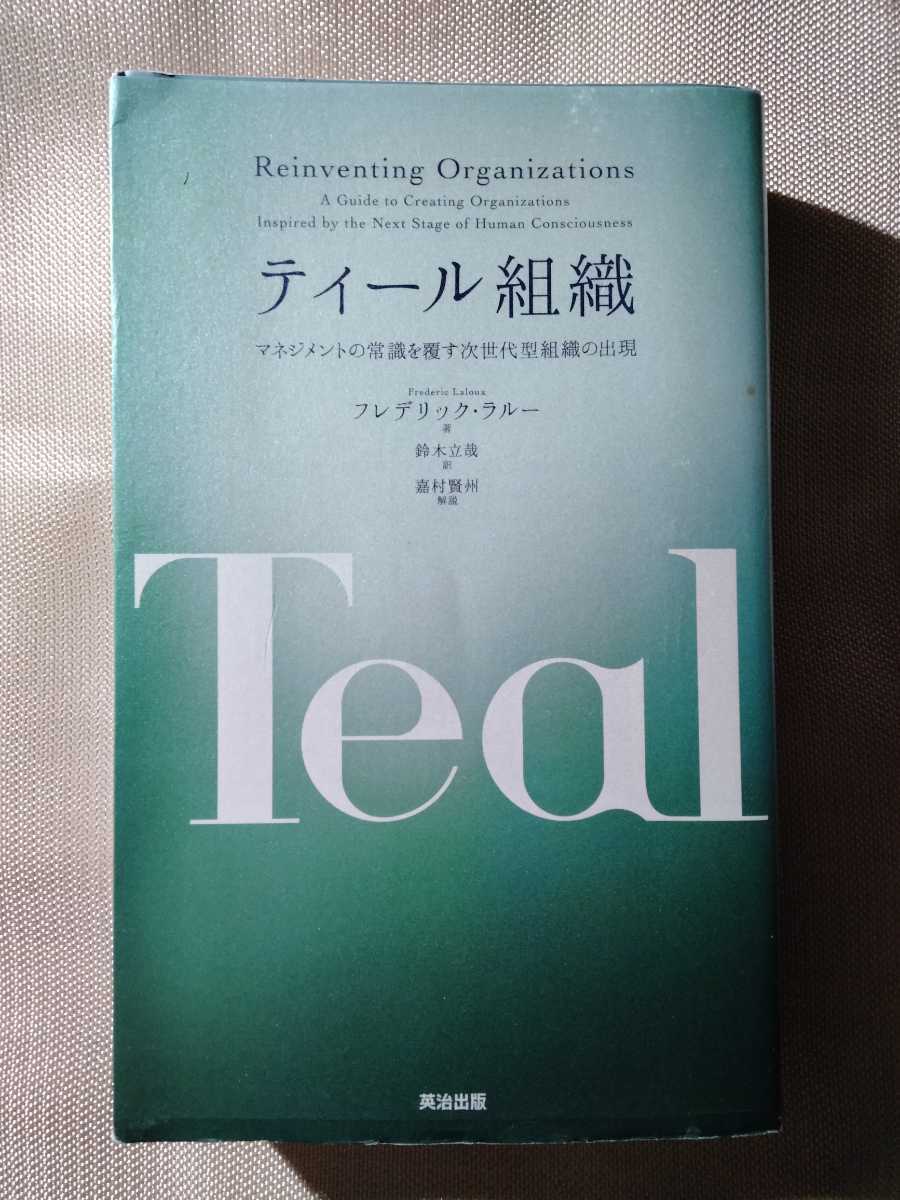 Reinventing Organizations
A Guide to Creating Organizations
Inspired by the Next Stage of Human Consciousness
ティール組織
マネジメントの常識を覆す次世代型組織の出現
Frederic Laloux
フレデリック・ラルー
著
鈴木立哉
訳
嘉村賢州
解説
Teal
英治出版